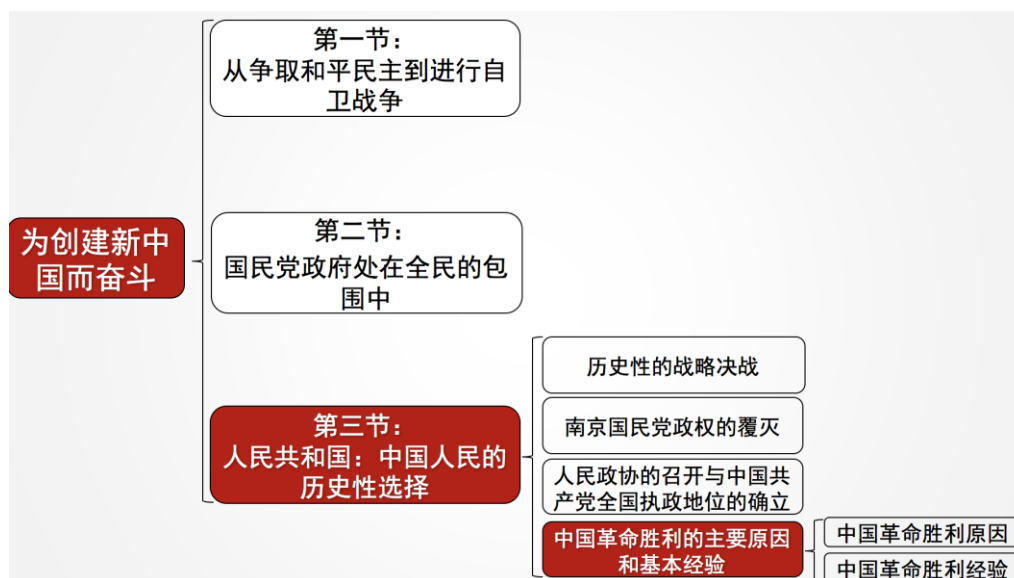 第一节：
从争取和平民主到进行自
卫战争
为创建新中
国而奋斗
第二节：
国民党政府处在全民的包
围中
第三节：
人民共和国：中国人民的
历史性选择
历史性的战略决战
南京国民党政权的覆灭
人民政协的召开与中国共
产党全国执政地位的确立
中国革命胜利的主要原因
和基本经验
中国革命胜利原因
中国革命胜利经验